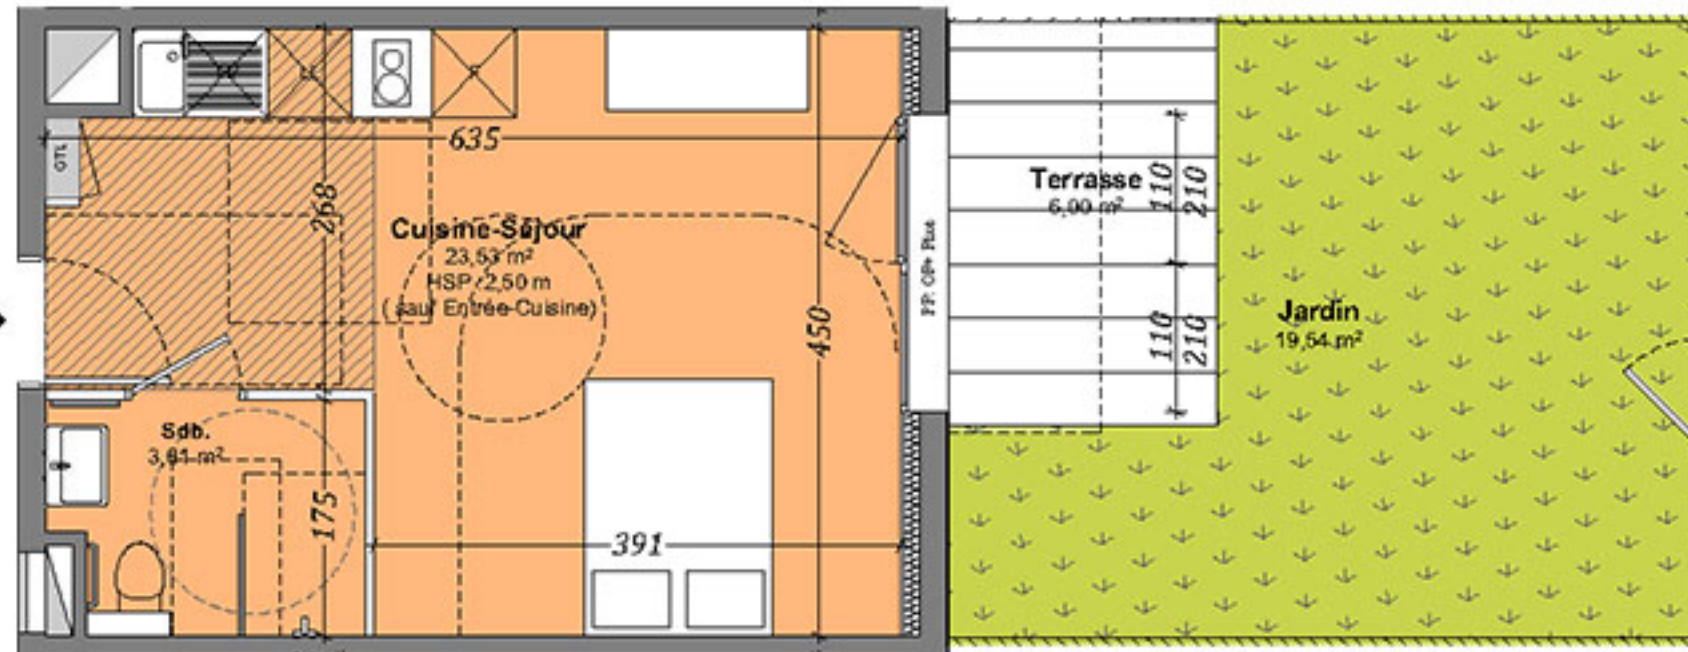 635
GTL
268
Cuisine-Séjour
23,53 m²
HSP: 2,50 m
( sauf Entrée-Cuisine)
450
Terrasse
6,00 m²
110
210
110
210
Jardin
19,54 m²
Sdb.
3,81 m²
175
391